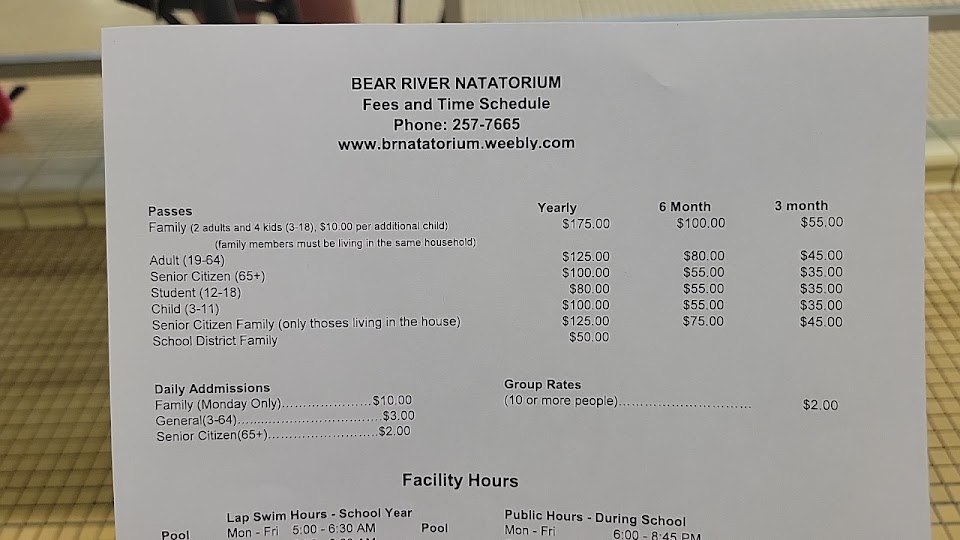 BEAR RIVER NATATORIUM
Fees and Time Schedule
Phone: 257-7665
www.brnatatorium.weebly.com
Passes Yearly 6 Month 3 month
Family (2 adults and 4 kids (3-18), $10.00 per additional child) $175.00 $100.00 $55.00
(family members must be living in the same household)
Adult (19-64) $125.00 $80.00 $45.00
Senior Citizen (65+) $100.00 $55.00 $35.00
Student (12-18) $80.00 $55.00 $35.00
Child (3-11) $100.00 $55.00 $35.00
Senior Citizen Family (only thoses living in the house) $125.00 $75.00 $45.00
School District Family $50.00
Daily Addmissions
Family (Monday Only).....................$10.00
General(3-64)..................................$3.00
Senior Citizen(65+).........................$2.00
Group Rates
(10 or more people)............................... $2.00
Facility Hours
Lap Swim Hours - School Year
Pool Mon - Fri 5:00 - 6:30 AM
Public Hours - During School
Pool Mon - Fri 6:00 - 8:45 PM